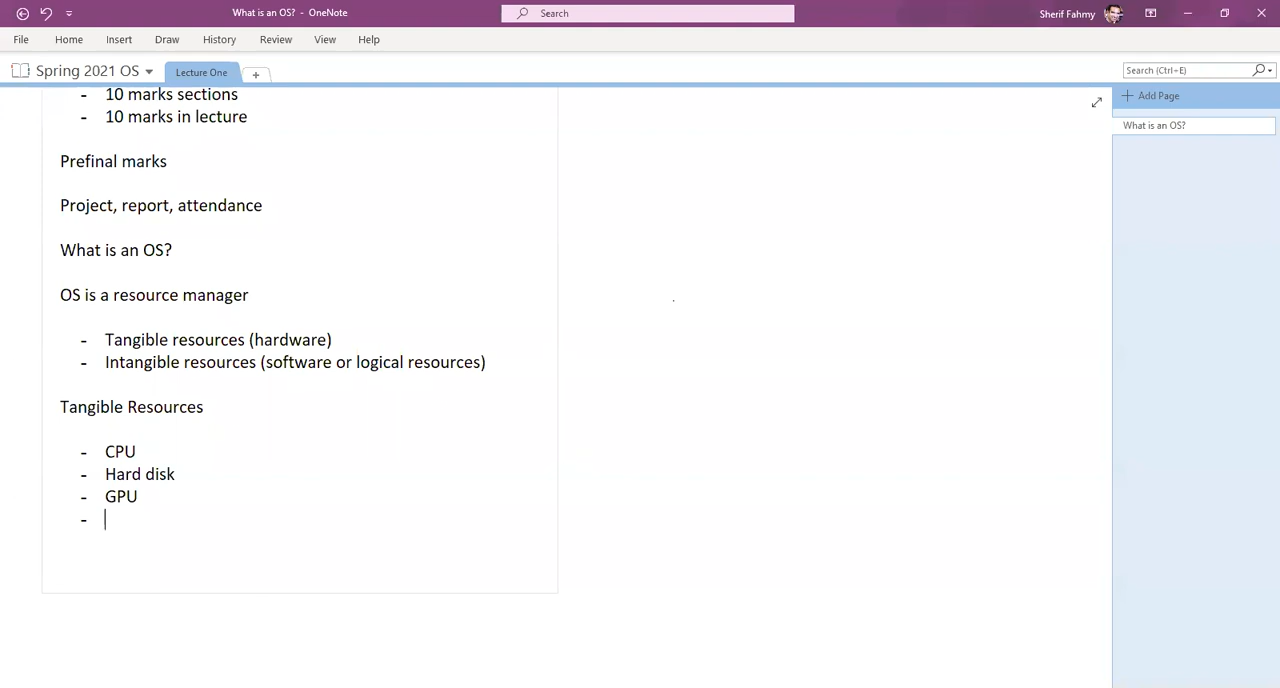 What is an OS? - OneNote
Search
Sherif Fahmy
File Home Insert Draw History Review View Help
Spring 2021 OS
Lecture One
+
Search (Ctrl+E)
- 10 marks sections
- 10 marks in lecture
Prefinal marks
Project, report, attendance
What is an OS?
OS is a resource manager
- Tangible resources (hardware)
- Intangible resources (software or logical resources)
Tangible Resources
- CPU
- Hard disk
- GPU
-
+ Add Page
What is an OS?